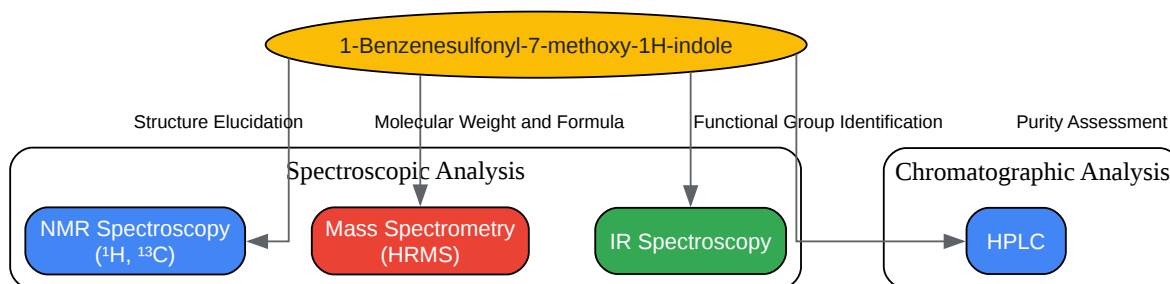 1-Benzenesulfonyl-7-methoxy-1H-indole
Structure Elucidation
Molecular Weight and Formula
Functional Group Identification
Purity Assessment
Spectroscopic Analysis
Chromatographic Analysis
NMR Spectroscopy
(¹H, ¹³C)
Mass Spectrometry
(HRMS)
IR Spectroscopy
HPLC